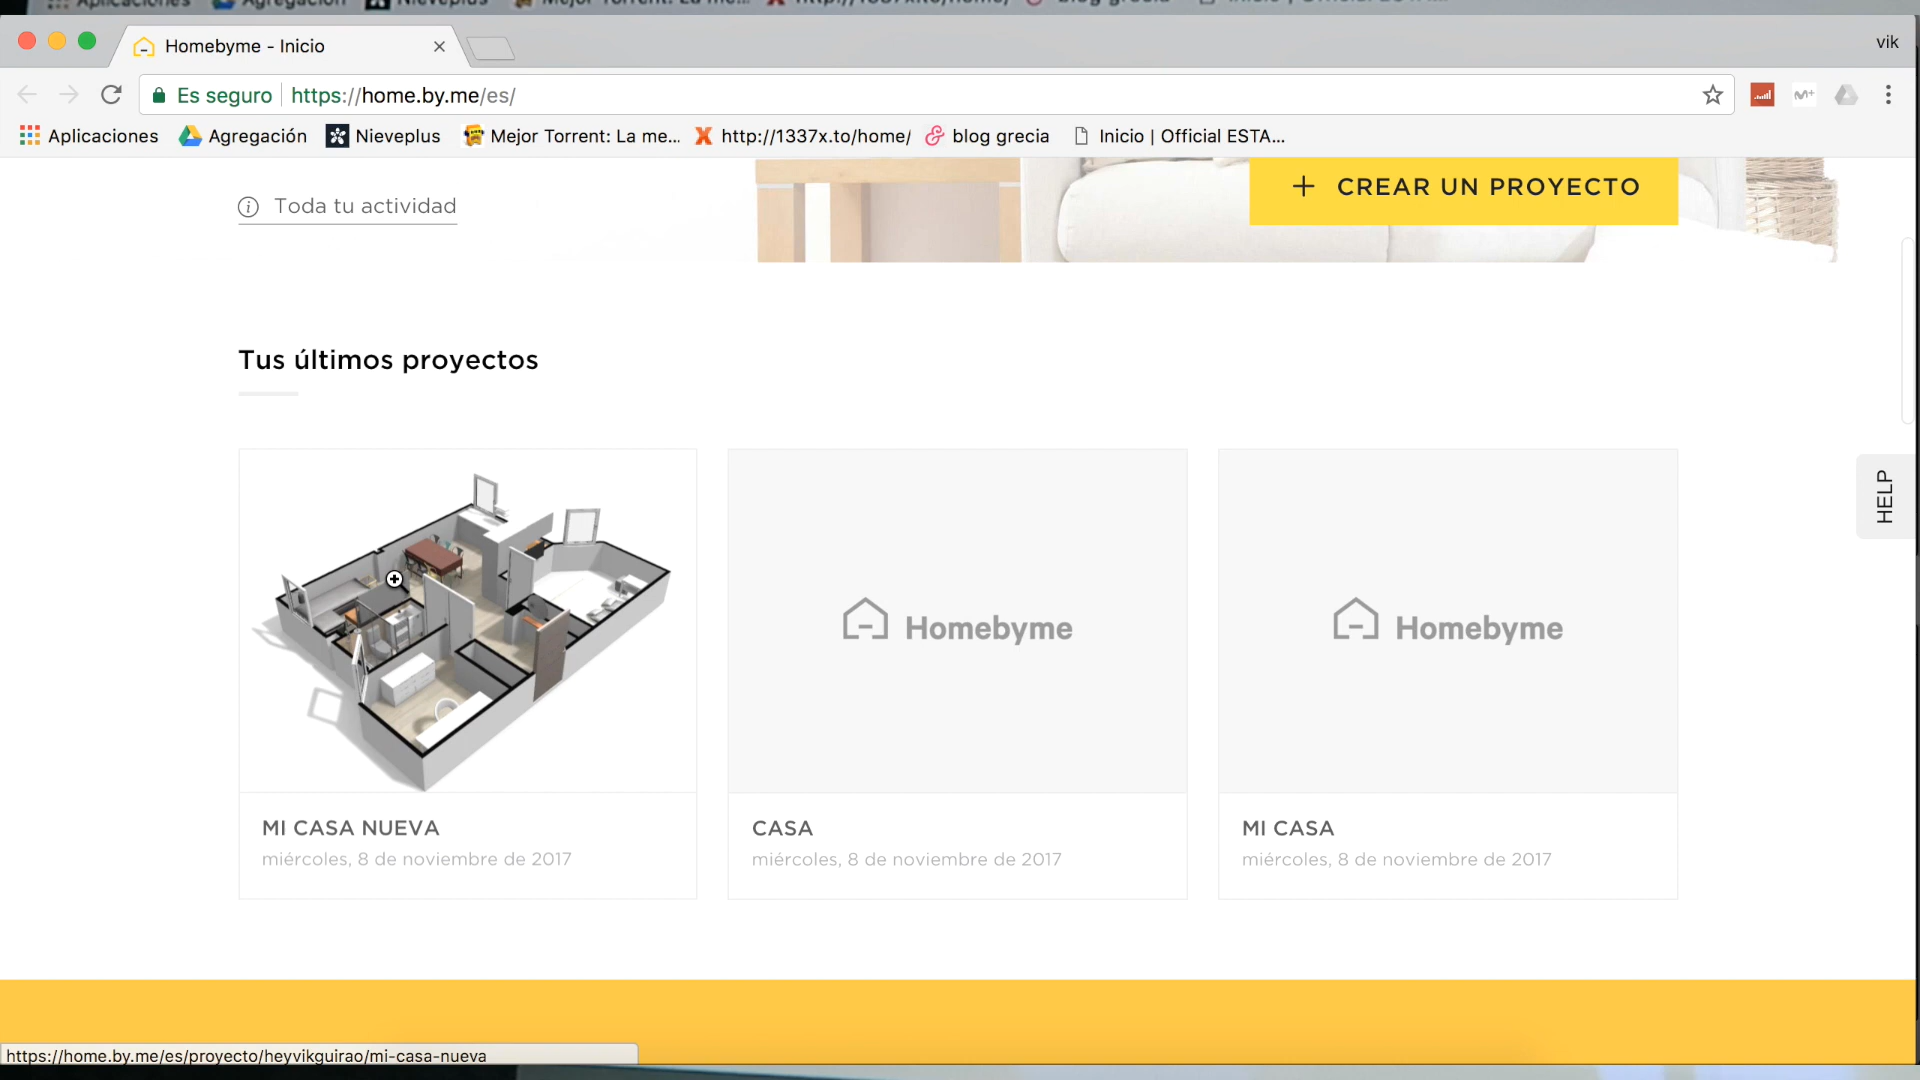 Homebyme - Inicio
vik
Es seguro https://home.by.me/es/
Aplicaciones Agregación Nieveplus Mejor Torrent: La me... http://1337x.to/home/ blog grecia Inicio | Official ESTA...
Toda tu actividad
+ CREAR UN PROYECTO
Tus últimos proyectos
HELP
Homebyme
Homebyme
MI CASA NUEVA
miércoles, 8 de noviembre de 2017
CASA
miércoles, 8 de noviembre de 2017
MI CASA
miércoles, 8 de noviembre de 2017
https://home.by.me/es/proyecto/heyvikguirao/mi-casa-nueva